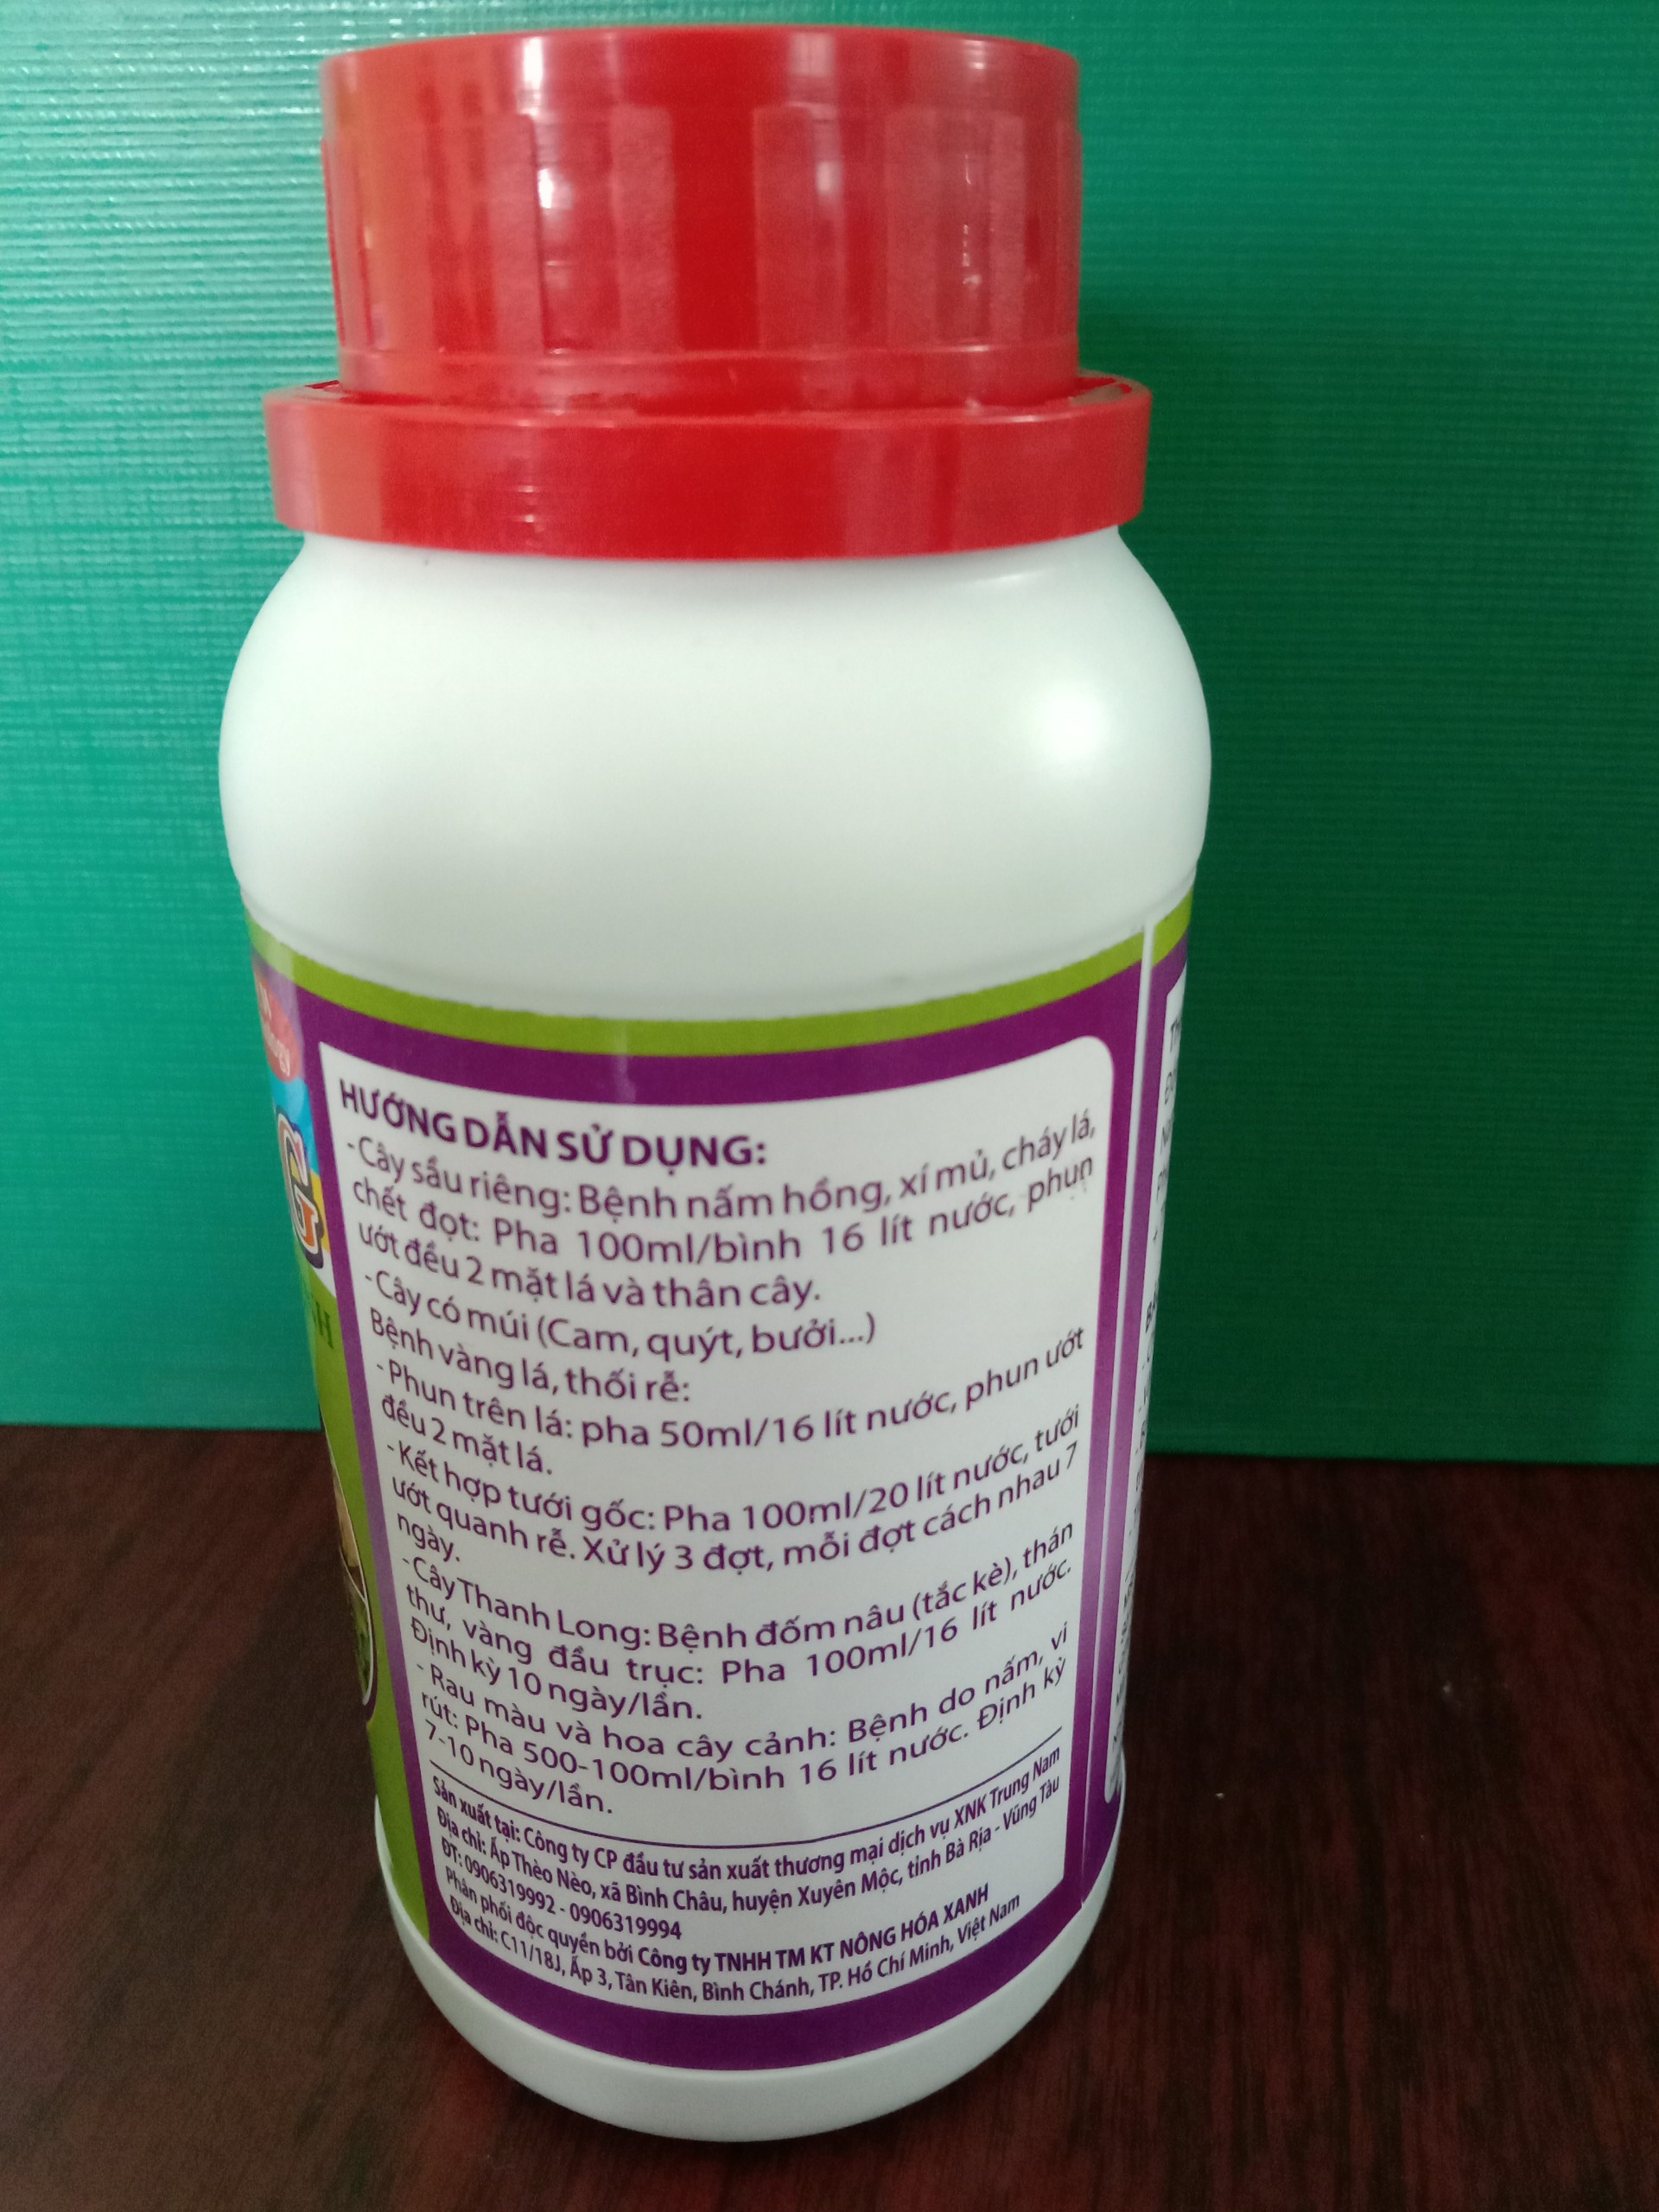 HƯỚNG DẪN SỬ DỤNG:
- Cây sầu riêng: Bệnh nấm hồng, xí mủ, cháy lá,
chết đọt: Pha 100ml/bình 16 lít nước, phun
ướt đều 2 mặt lá và thân cây.
- Cây có múi (Cam, quýt, bưởi...)
Bệnh vàng lá, thối rễ:
- Phun trên lá: pha 50ml/16 lít nước, phun ướt
đều 2 mặt lá.
- Kết hợp tưới gốc: Pha 100ml/20 lít nước, tưới
ướt quanh rễ. Xử lý 3 đợt, mỗi đợt cách nhau 7
ngày.
- Cây Thanh Long: Bệnh đốm nâu (tắc kè), thán
thư, vàng đầu trục: Pha 100ml/16 lít nước.
Định kỳ 10 ngày/lần.
- Rau màu và hoa cây cảnh: Bệnh do nấm, vi
rút: Pha 500-100ml/bình 16 lít nước. Định kỳ
7-10 ngày/lần.
Sản xuất tại: Công ty CP đầu tư sản xuất thương mại dịch vụ XNK Trung Nam
Địa chỉ: Ấp Thèo Nèo, xã Bình Châu, huyện Xuyên Mộc, tỉnh Bà Rịa - Vũng Tàu
ĐT: 0906319992 - 0906319994
Phân phối độc quyền bởi Công ty TNHH TM KT NÔNG HÓA XANH
Địa chỉ: C11/18J, Ấp 3, Tân Kiên, Bình Chánh, TP. Hồ Chí Minh, Việt Nam